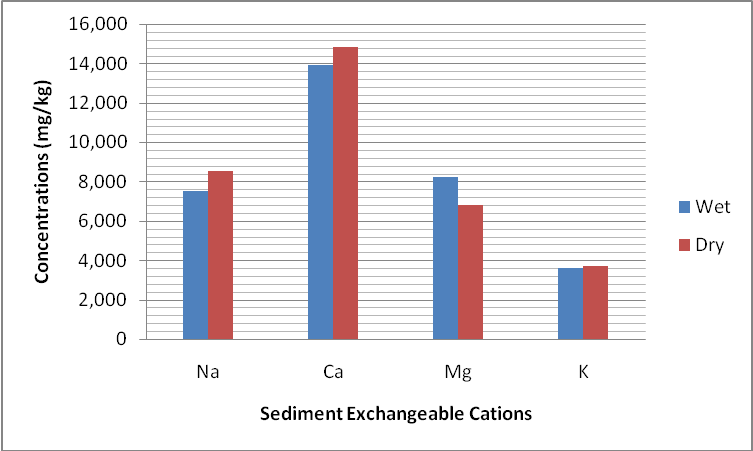 16,000
14,000
12,000
10,000
8,000
6,000
4,000
2,000
0
Concentrations (mg/kg)
Na Ca Mg K
Sediment Exchangeable Cations
Wet
Dry